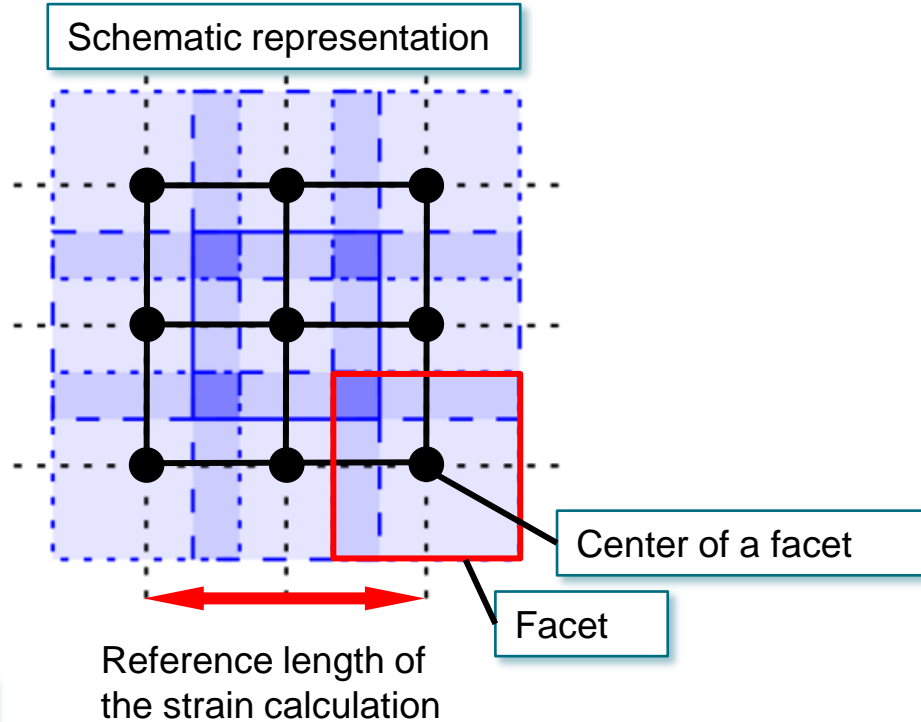 Schematic representation
Center of a facet
Facet
Reference length of
the strain calculation